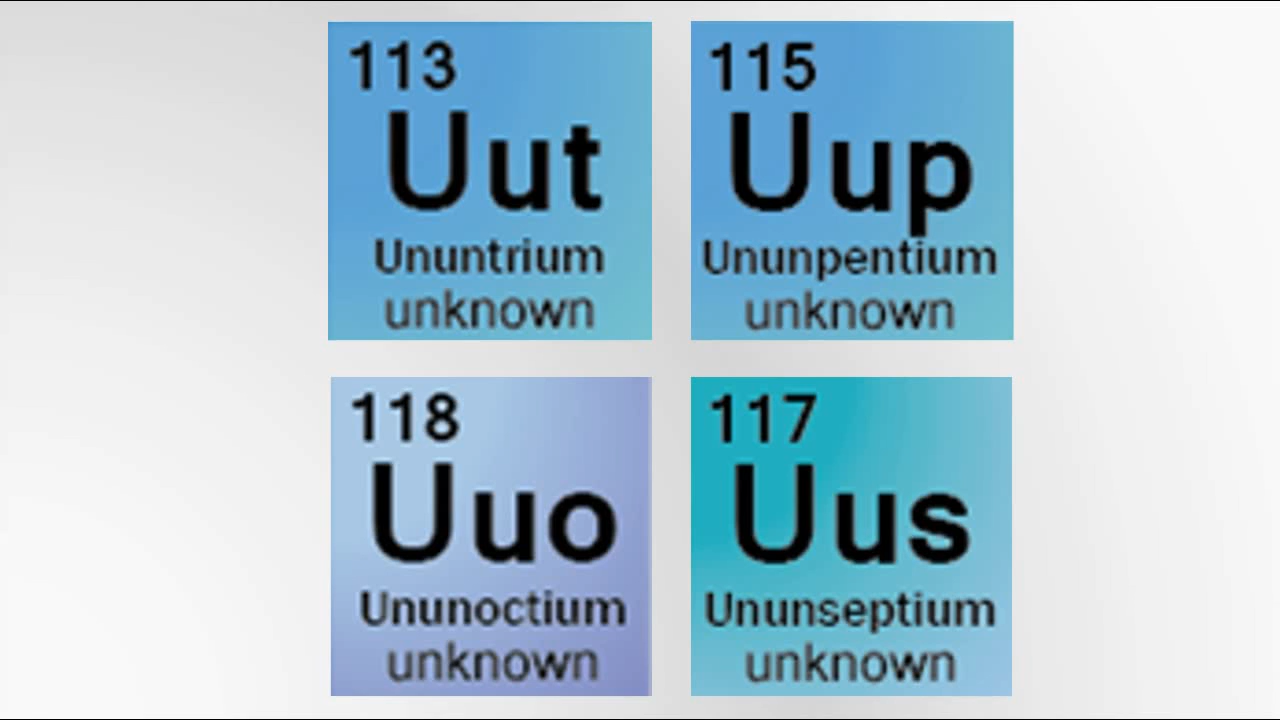 113
Uut
Ununtrium
unknown
115
Uup
Ununpentium
unknown
118
Uuo
Ununoctium
unknown
117
Uus
Ununseptium
unknown